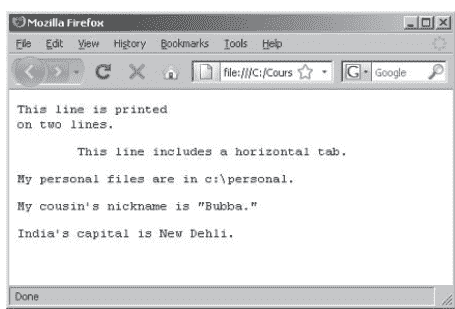 Mozilla Firefox
File Edit View History Bookmarks Tools Help
file:///C:/Cours G Google
This line is printed
on two lines.
This line includes a horizontal tab.
My personal files are in c:\personal.
My cousin's nickname is "Bubba."
India's capital is New Dehli.
Done